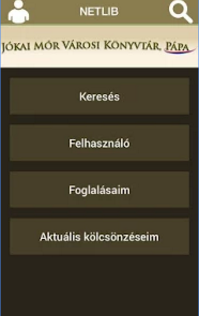 NETLIB
JÓKAI MÓR VÁROSI KÖNYVTÁR, PÁPA
Keresés
Felhasználó
Foglalásaim
Aktuális kölcsönzéseim